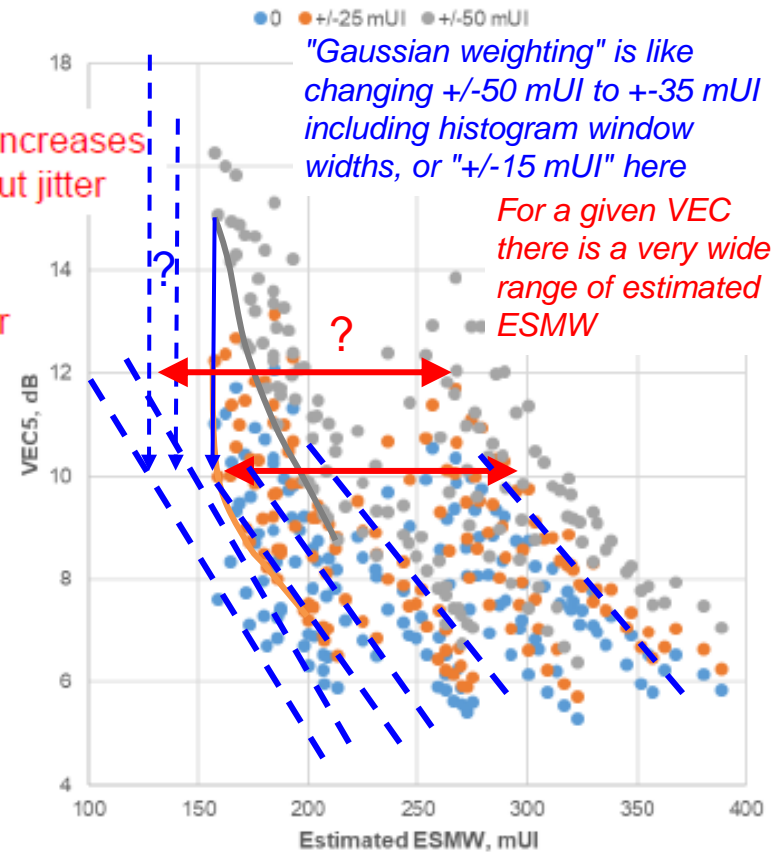 0 +/-25 mUI +/-50 mUI
"Gaussian weighting" is like
changing +/-50 mUI to +-35 mUI
including histogram window
widths, or "+/-15 mUI" here
ncreases
ut jitter
For a given VEC
there is a very wide
range of estimated
ESMW
r
?
?
VEC5, dB
18
14
12
10
8
6
4
100 150 200 250 300 350 400
Estimated ESMW, mUI